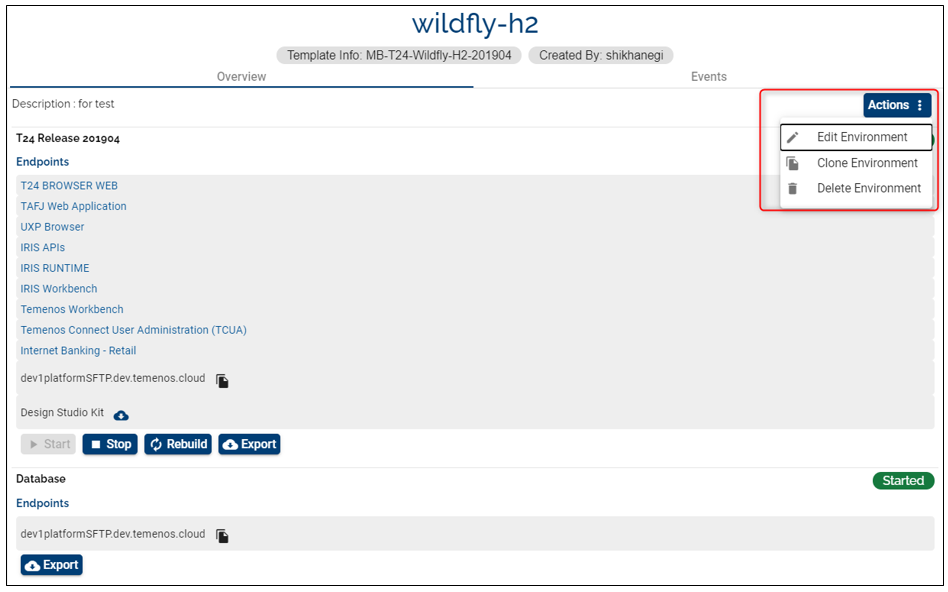 wildfly-h2
Template Info: MB-T24-Wildfly-H2-201904 Created By: shikhanegi
Overview Events
Description : for test Actions
T24 Release 201904
Edit Environment
Clone Environment
Delete Environment
Endpoints
T24 BROWSER WEB
TAFJ Web Application
UXP Browser
IRIS APIs
IRIS RUNTIME
IRIS Workbench
Temenos Workbench
Temenos Connect User Administration (TCUA)
Internet Banking - Retail
dev1platformSFTP.dev.temenos.cloud
Design Studio Kit
Start Stop Rebuild Export
Database Started
Endpoints
dev1platformSFTP.dev.temenos.cloud
Export